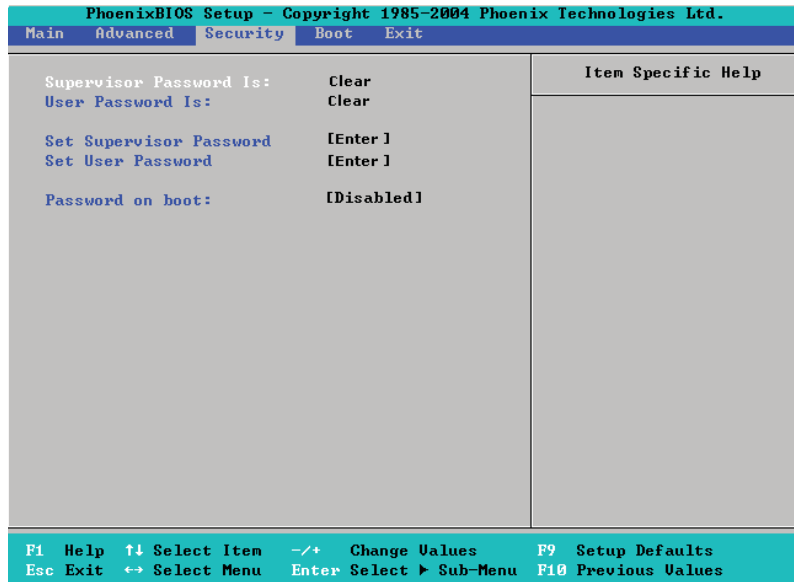 PhoenixBIOS Setup - Copyright 1985-2004 Phoenix Technologies Ltd.
Main Advanced Security Boot Exit
Item Specific Help
Supervisor Password Is: Clear
User Password Is: Clear
Set Supervisor Password [Enter]
Set User Password [Enter]
Password on boot: [Disabled]
F1 Help ↑↓ Select Item -/+ Change Values F9 Setup Defaults
Esc Exit ↔ Select Menu Enter Select ▶ Sub-Menu F10 Previous Values